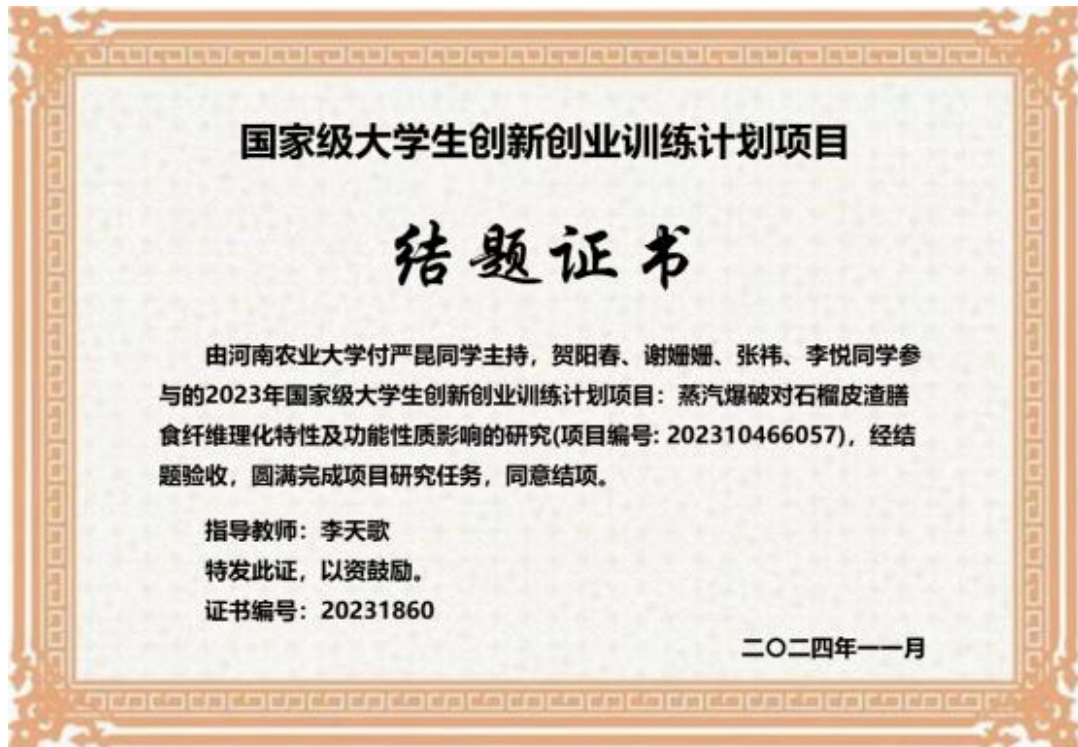 国家级大学生创新创业训练计划项目
结题证书
由河南农业大学付严昆同学主持，贺阳春、谢姗姗、张祎、李悦同学参
与的2023年国家级大学生创新创业训练计划项目：蒸汽爆破对石榴皮渣膳
食纤维理化特性及功能性质影响的研究(项目编号: 202310466057)，经结
题验收，圆满完成项目研究任务，同意结项。
指导教师：李天歌
特发此证，以资鼓励。
证书编号：20231860
二〇二四年一一月